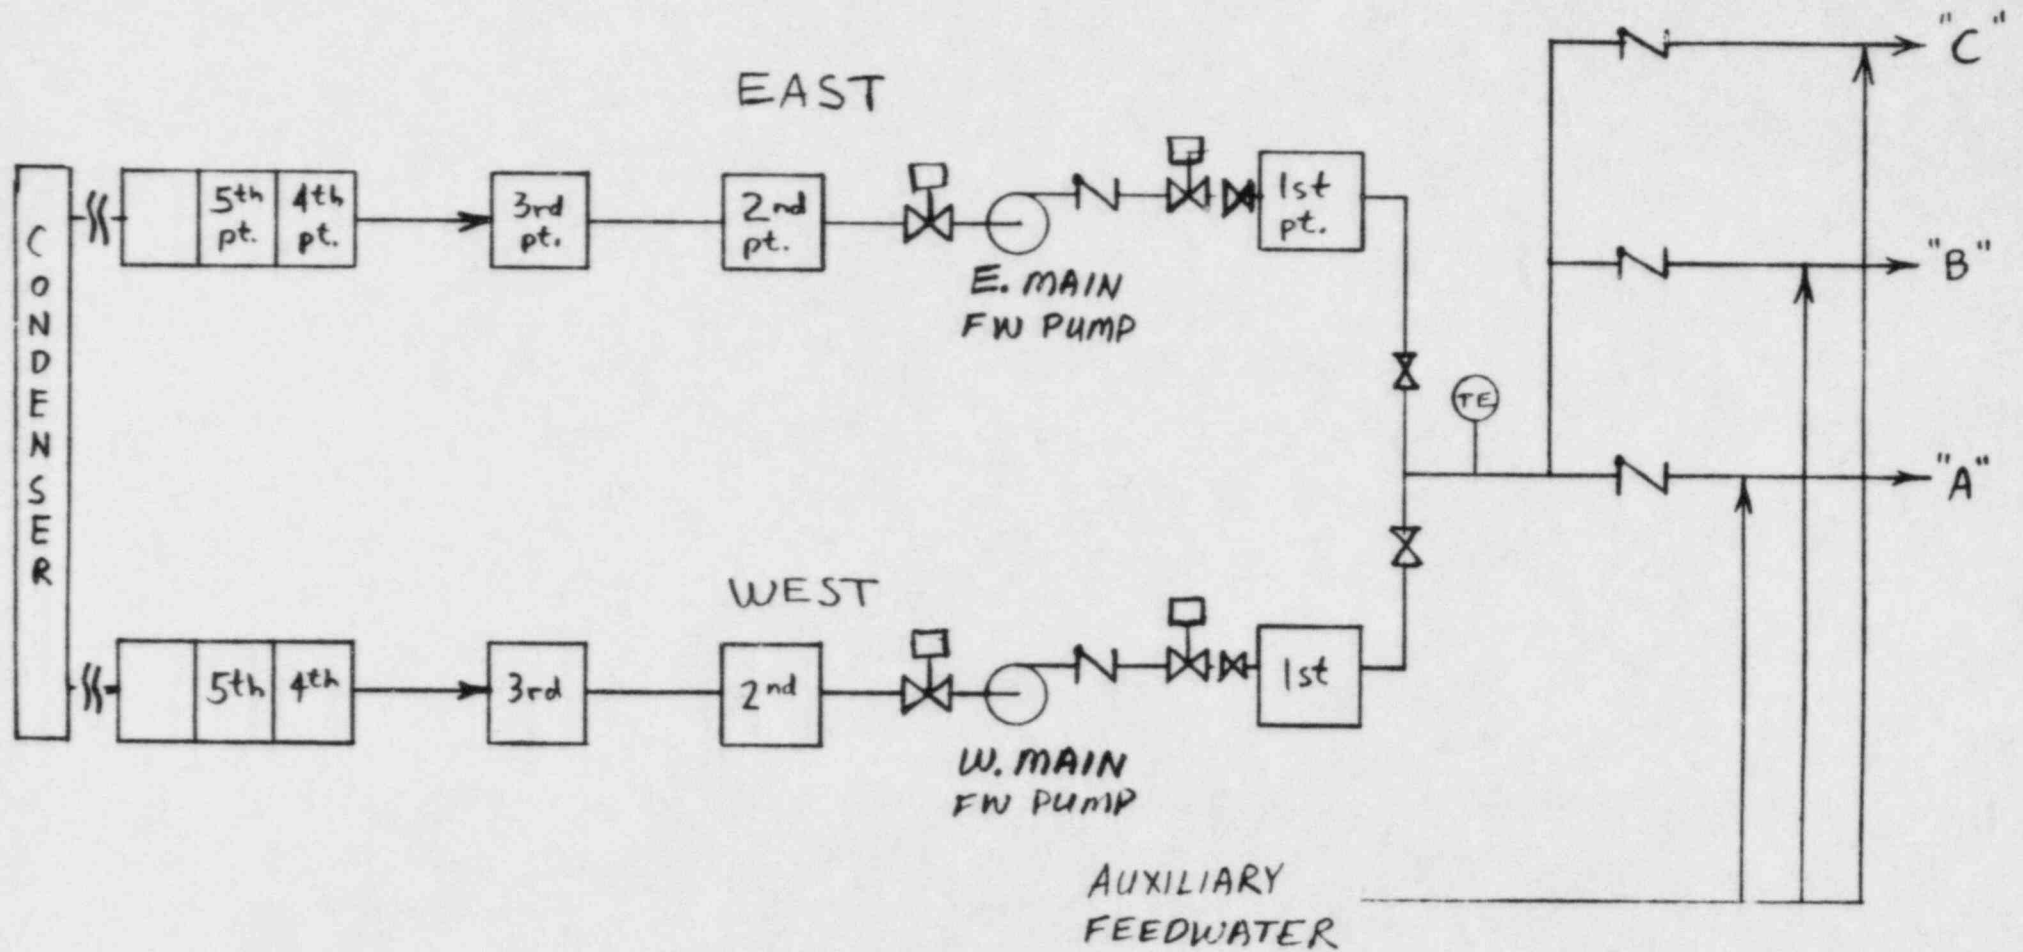 "C"
EAST
5th
pt.
4th
pt.
3rd
pt.
2nd
pt.
1st
pt.
CONDENSER
"B"
E. MAIN
FW PUMP
TE
"A"
WEST
5th
4th
3rd
2nd
1st
W. MAIN
FW PUMP
AUXILIARY
FEEDWATER